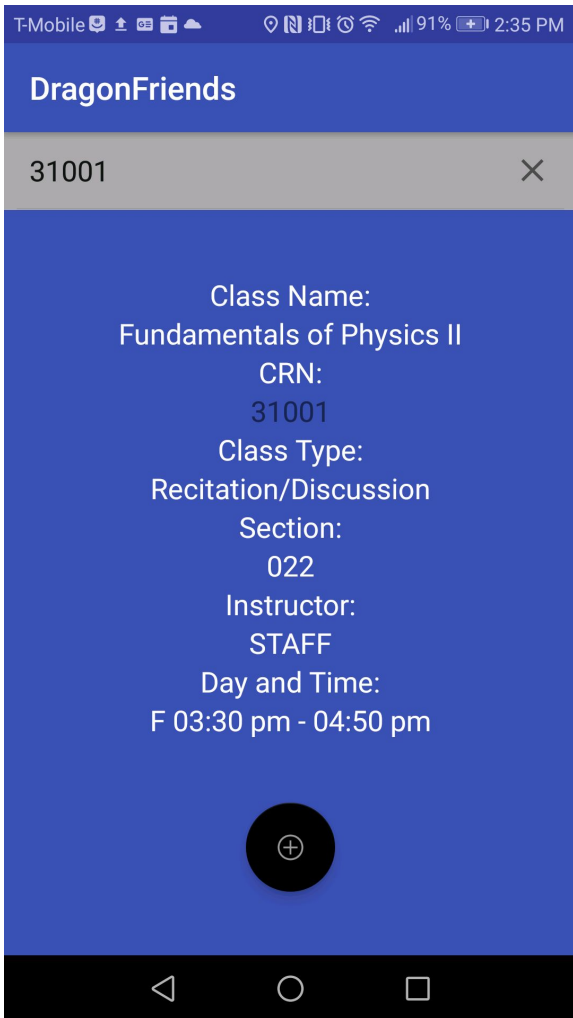 T-Mobile 91% 2:35 PM
DragonFriends
31001
Class Name:
Fundamentals of Physics II
CRN:
31001
Class Type:
Recitation/Discussion
Section:
022
Instructor:
STAFF
Day and Time:
F 03:30 pm - 04:50 pm